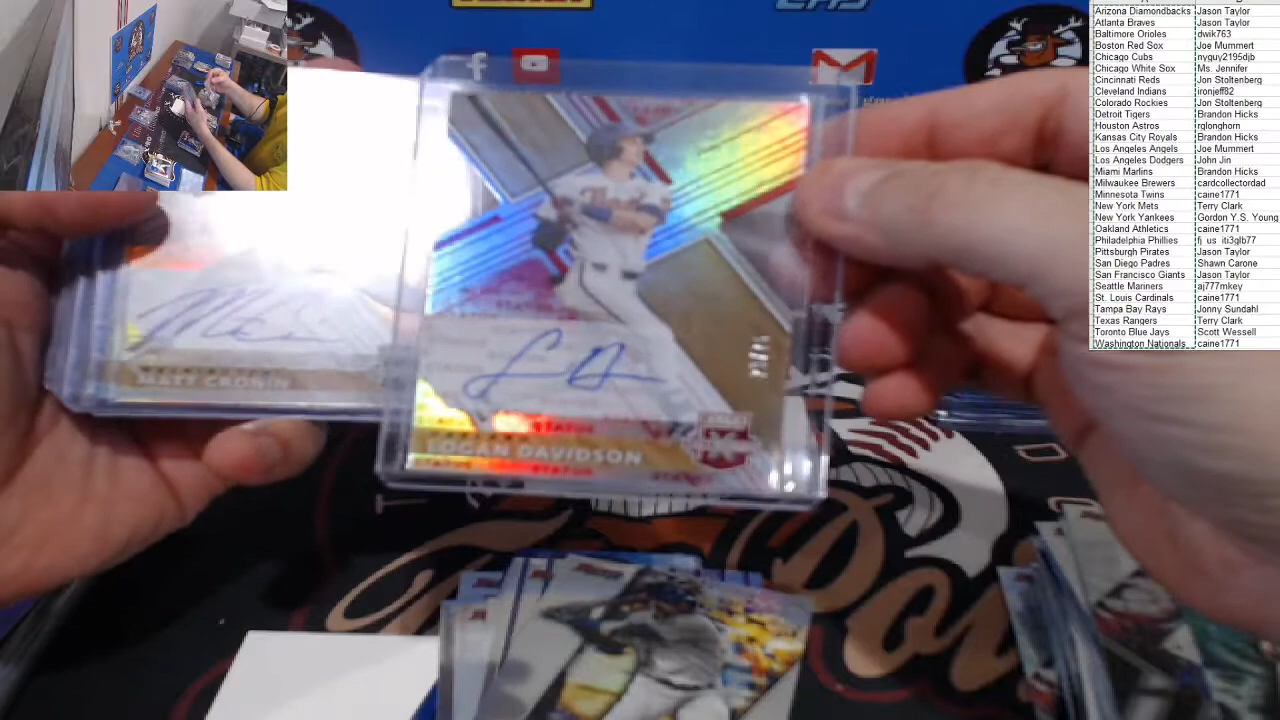 Arizona Diamondbacks Jason Taylor
Atlanta Braves Jason Taylor
Baltimore Orioles dwik763
Boston Red Sox Joe Mummert
Chicago Cubs nyguy2195djb
Chicago White Sox Ms. Jennifer
Cincinnati Reds Jon Stoltenberg
Cleveland Indians ironjeff82
Colorado Rockies Jon Stoltenberg
Detroit Tigers Brandon Hicks
Houston Astros rglonghorn
Kansas City Royals Brandon Hicks
Los Angeles Angels Joe Mummert
Los Angeles Dodgers John Jin
Miami Marlins Brandon Hicks
Milwaukee Brewers cardcollectordad
Minnesota Twins caine1771
New York Mets Terry Clark
New York Yankees Gordon Y.S. Young
Oakland Athletics caine1771
Philadelphia Phillies fj_us_iti3glb77
Pittsburgh Pirates Jason Taylor
San Diego Padres Shawn Carone
San Francisco Giants Jason Taylor
Seattle Mariners aj777mkey
St. Louis Cardinals caine1771
Tampa Bay Rays Jonny Sundahl
Texas Rangers Terry Clark
Toronto Blue Jays Scott Wessell
Washington Nationals caine1771
MATT CRONIN
STATUS
LOGAN DAVIDSON
STATUS